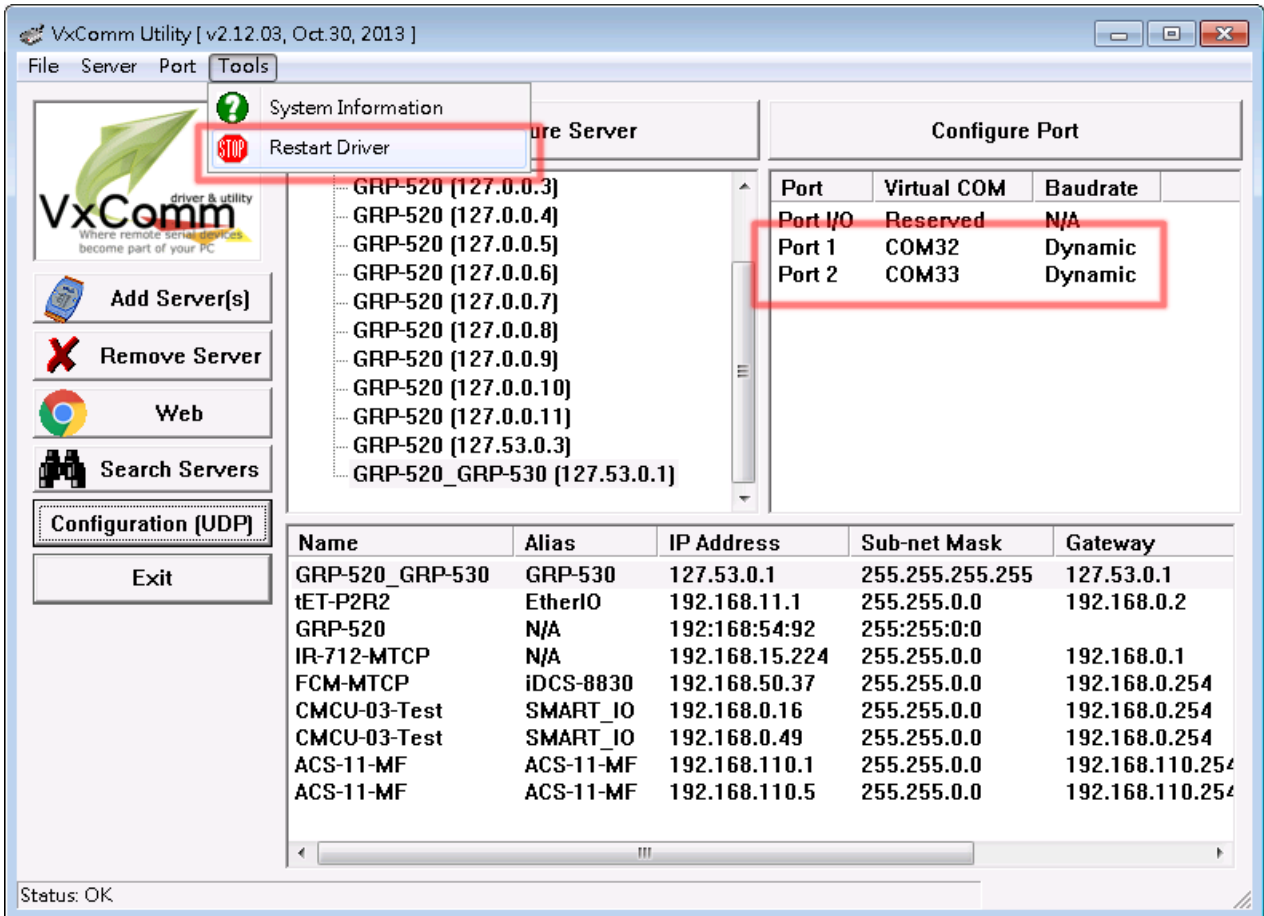 VxComm Utility [ v2.12.03, Oct.30, 2013 ]
File Server Port Tools
System Information
Restart Driver
STOP
driver & utility
VxComm
Where remote serial devices
become part of your PC
Add Server(s)
Remove Server
Web
Search Servers
Configuration (UDP)
Exit
ure Server
GRP-520 (127.0.0.3)
GRP-520 (127.0.0.4)
GRP-520 (127.0.0.5)
GRP-520 (127.0.0.6)
GRP-520 (127.0.0.7)
GRP-520 (127.0.0.8)
GRP-520 (127.0.0.9)
GRP-520 (127.0.0.10)
GRP-520 (127.0.0.11)
GRP-520 (127.53.0.3)
GRP-520_GRP-530 (127.53.0.1)
Configure Port
Port Virtual COM Baudrate
Port I/O Reserved N/A
Port 1 COM32 Dynamic
Port 2 COM33 Dynamic
Name Alias IP Address Sub-net Mask Gateway
GRP-520_GRP-530 GRP-530 127.53.0.1 255.255.255.255 127.53.0.1
tET-P2R2 EtherIO 192.168.11.1 255.255.0.0 192.168.0.2
GRP-520 N/A 192:168:54:92 255:255:0:0
IR-712-MTCP N/A 192.168.15.224 255.255.0.0 192.168.0.1
FCM-MTCP iDCS-8830 192.168.50.37 255.255.0.0 192.168.0.254
CMCU-03-Test SMART_IO 192.168.0.16 255.255.0.0 192.168.0.254
CMCU-03-Test SMART_IO 192.168.0.49 255.255.0.0 192.168.0.254
ACS-11-MF ACS-11-MF 192.168.110.1 255.255.0.0 192.168.110.254
ACS-11-MF ACS-11-MF 192.168.110.5 255.255.0.0 192.168.110.254
Status: OK